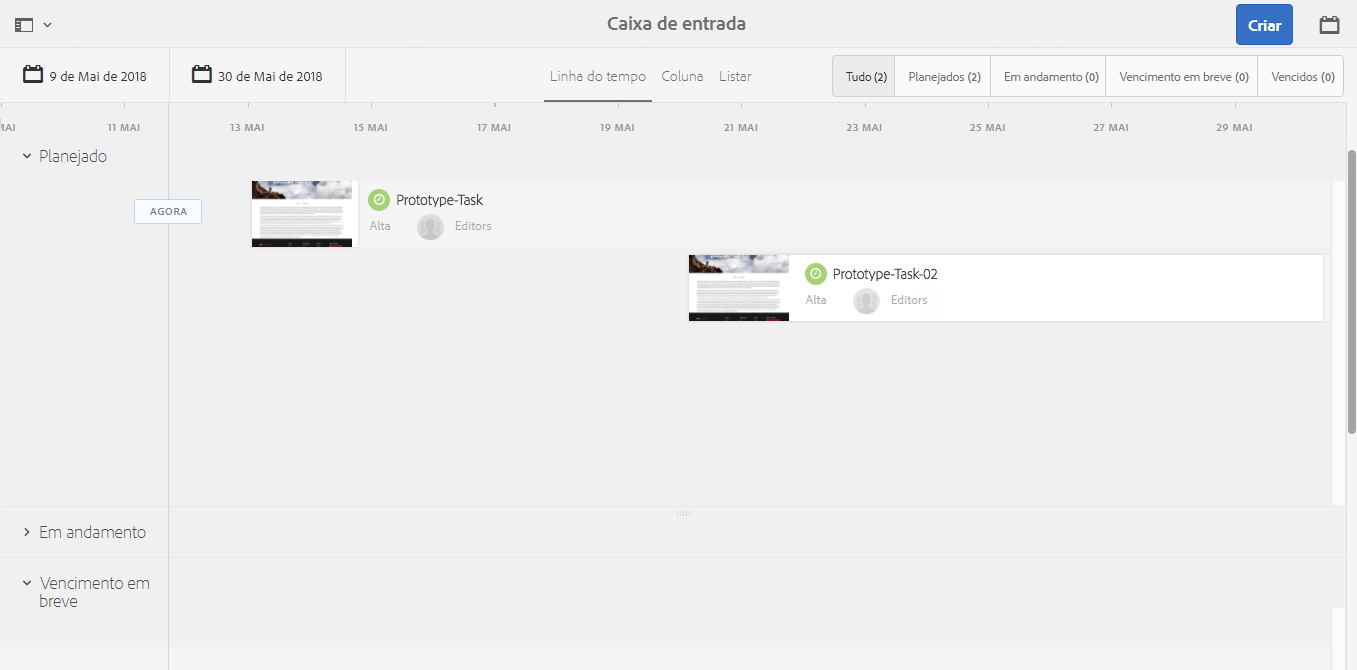 Caixa de entrada
Criar
9 de Mai de 2018
30 de Mai de 2018
Linha do tempo
Coluna
Listar
Tudo (2)
Planejados (2)
Em andamento (0)
Vencimento em breve (0)
Vencidos (0)
MAI
11 MAI
13 MAI
15 MAI
17 MAI
19 MAI
21 MAI
23 MAI
25 MAI
27 MAI
29 MAI
Planejado
AGORA
Prototype-Task
Alta
Editors
Prototype-Task-02
Alta
Editors
Em andamento
Vencimento em
breve